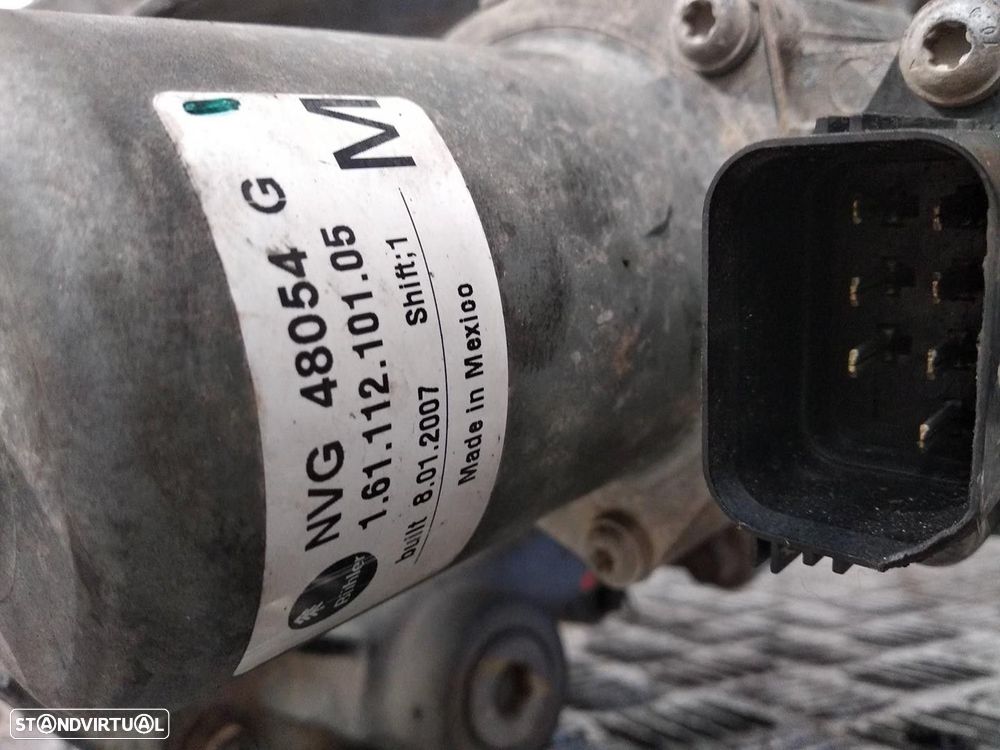 M
NVG 48054 G
1.61.112.101.05
built 8.01.2007 Shift;1
Made in Mexico
Bühler
STANDVIRTUAL